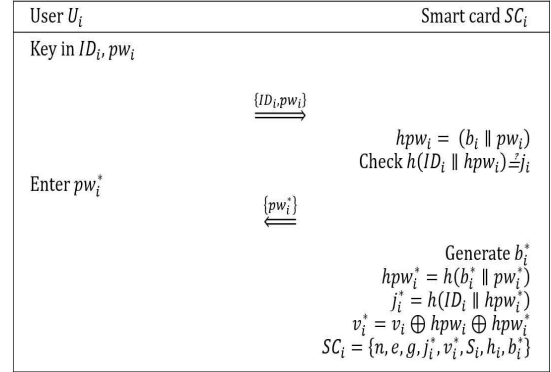 User U_i Smart card SC_i
Key in ID_i, pw_i
{ID_i,pw_i}
⟹
hpw_i = (b_i ∥ pw_i)
Check h(ID_i ∥ hpw_i) ≟ j_i
Enter pw_i^*
{pw_i^*}
⟸
Generate b_i^*
hpw_i^* = h(b_i^* ∥ pw_i^*)
j_i^* = h(ID_i ∥ hpw_i^*)
v_i^* = v_i ⊕ hpw_i ⊕ hpw_i^*
SC_i = {n, e, g, j_i^*, v_i^*, S_i, h_i, b_i^*}